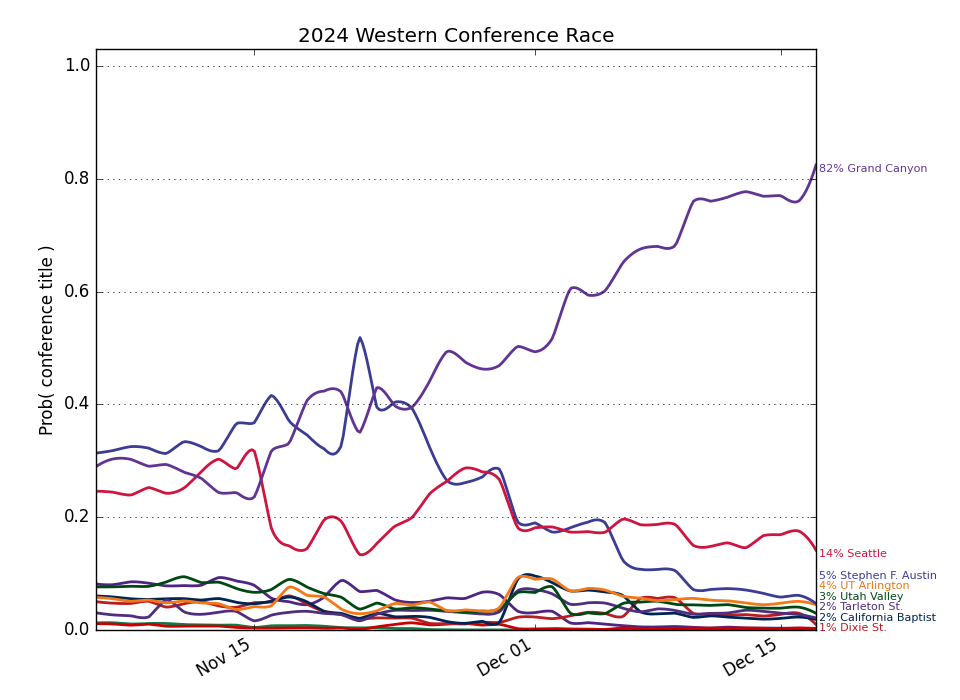 2024 Western Conference Race
Prob( conference title )
1.0
0.8
0.6
0.4
0.2
0.0
Nov 15
Dec 01
Dec 15
82% Grand Canyon
14% Seattle
5% Stephen F. Austin
4% UT Arlington
3% Utah Valley
2% Tarleton St.
2% California Baptist
1% Dixie St.